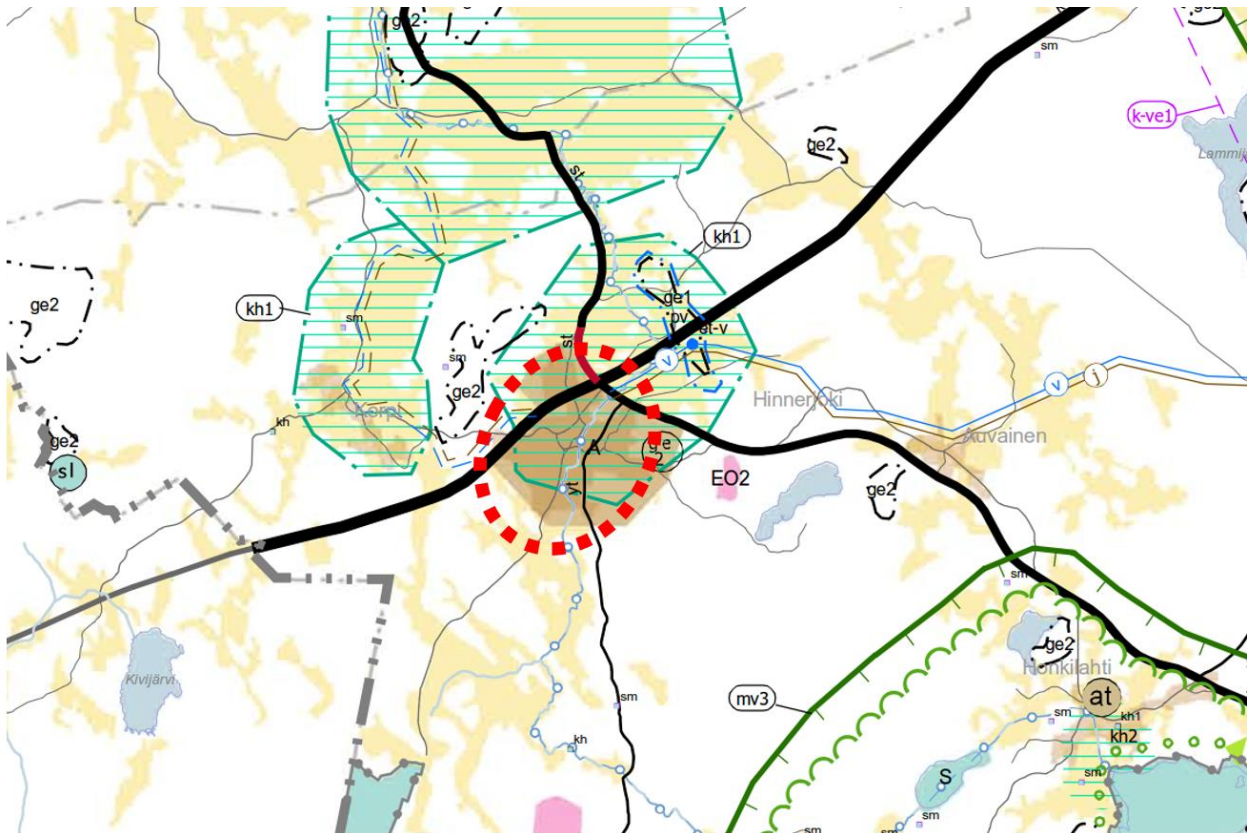 ge2
sm
k-ve1
ge2
st
kh1
ge1
pv
et-v
ge2
kh1
sm
st
v
sm
ge2
v
j
Hinnerjoki
kh
ge2
sl
A
ge
2
EO2
Auvainen
yt
ge2
sm
ge2
Honkilahti
Kivijärvi
mv3
at
sm
sm
kh1
kh2
kh
S
sm
sm
sm